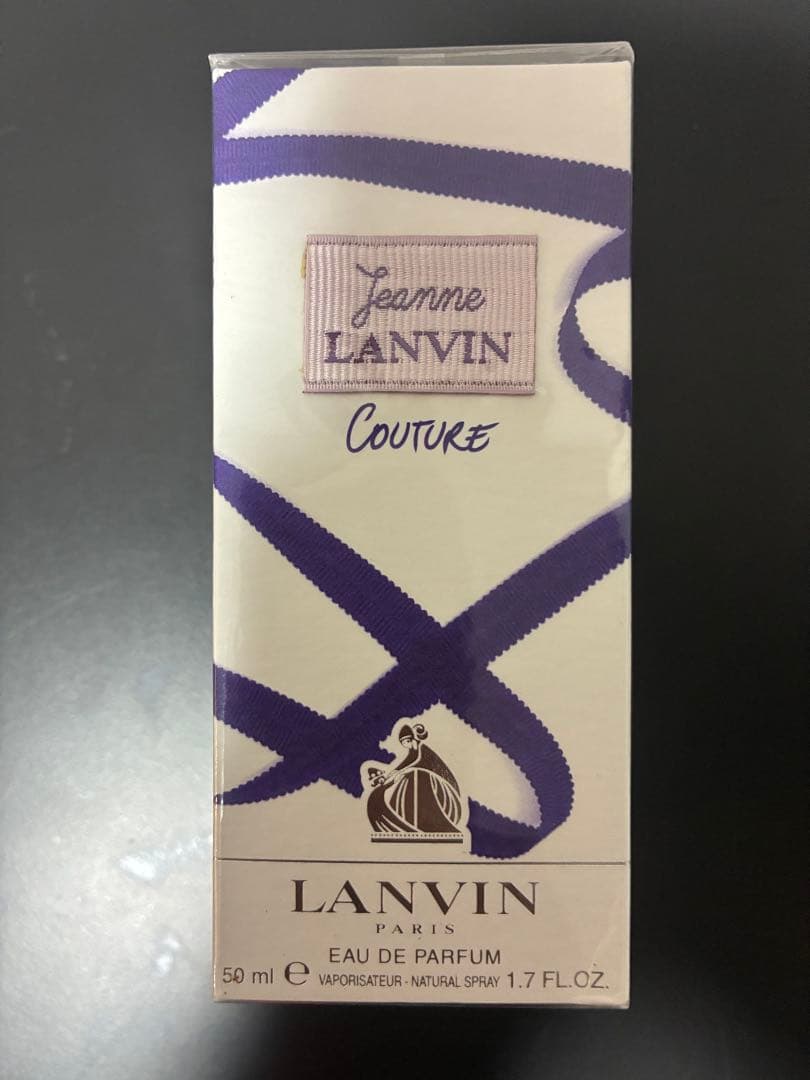 Jeanne
LANVIN
COUTURE
LANVIN
PARIS
EAU DE PARFUM
50 ml e VAPORISATEUR - NATURAL SPRAY 1.7 FL.OZ.